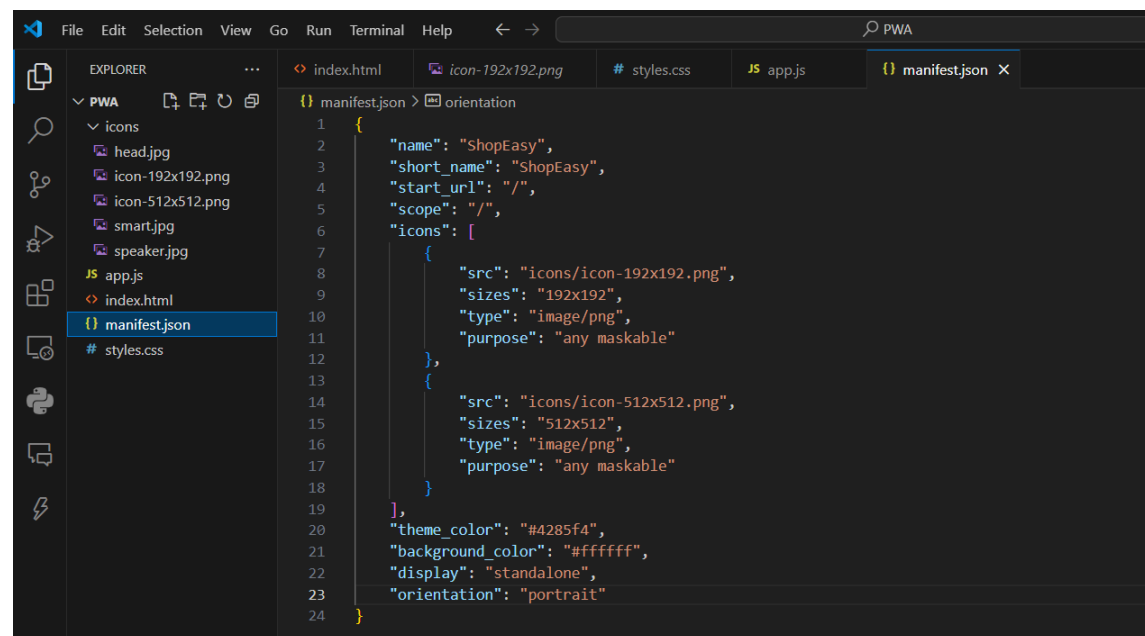 File Edit Selection View Go Run Terminal Help ← → PWA
EXPLORER ...
PWA
icons
head.jpg
icon-192x192.png
icon-512x512.png
smart.jpg
speaker.jpg
JS app.js
<> index.html
{} manifest.json
# styles.css
<> index.html icon-192x192.png # styles.css JS app.js {} manifest.json ×
{} manifest.json > abc orientation
1 {
2 "name": "ShopEasy",
3 "short_name": "ShopEasy",
4 "start_url": "/",
5 "scope": "/",
6 "icons": [
7 {
8 "src": "icons/icon-192x192.png",
9 "sizes": "192x192",
10 "type": "image/png",
11 "purpose": "any maskable"
12 },
13 {
14 "src": "icons/icon-512x512.png",
15 "sizes": "512x512",
16 "type": "image/png",
17 "purpose": "any maskable"
18 }
19 ],
20 "theme_color": "#4285f4",
21 "background_color": "#ffffff",
22 "display": "standalone",
23 "orientation": "portrait"
24 }